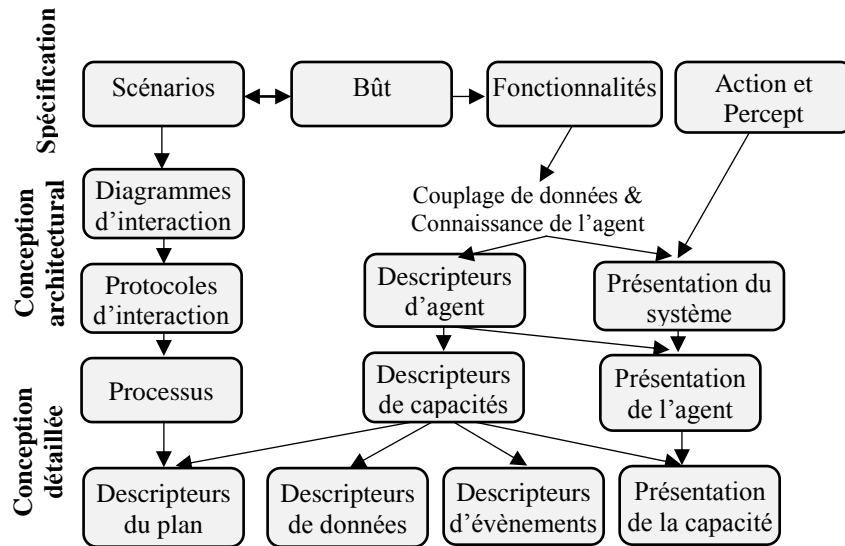 Spécification
Scénarios
Bût
Fonctionnalités
Action et
Percept
Conception
architectural
Diagrammes
d’interaction
Couplage de données &
Connaissance de l’agent
Protocoles
d’interaction
Descripteurs
d’agent
Présentation du
système
Conception
détaillée
Processus
Descripteurs
de capacités
Présentation
de l’agent
Descripteurs
du plan
Descripteurs
de données
Descripteurs
d’évènements
Présentation
de la capacité